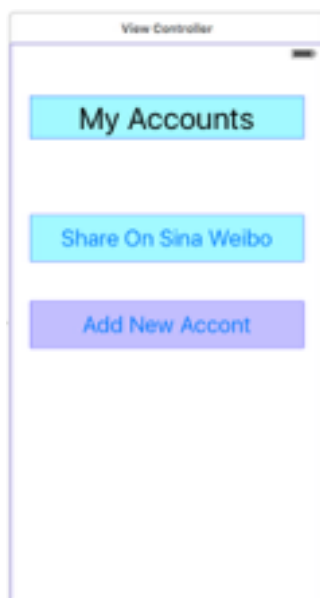 View Controller
My Accounts
Share On Sina Weibo
Add New Accont